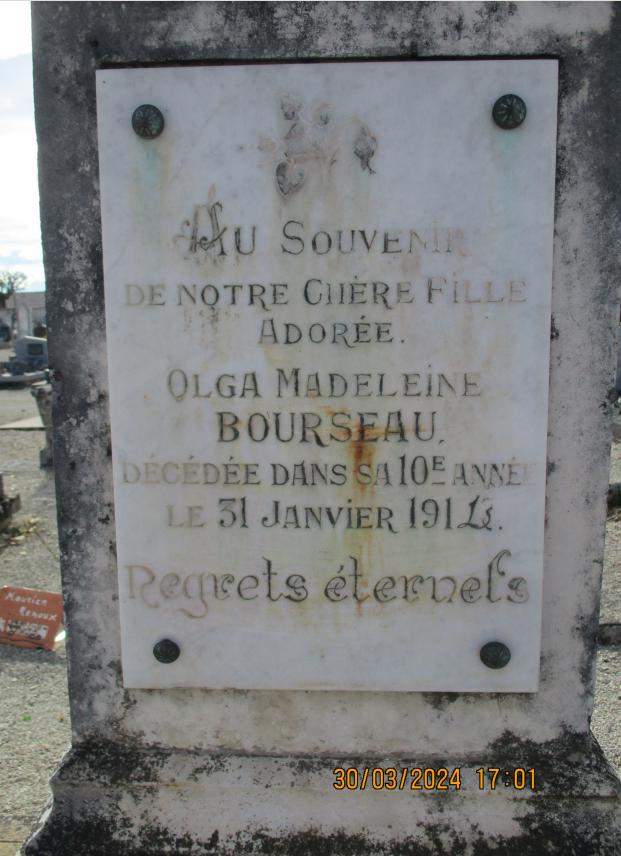 Au Souvenir
DE NOTRE CHÈRE FILLE
ADORÉE.
OLGA MADELEINE
BOURSEAU.
DÉCÉDÉE DANS SA 10E ANNÉE
LE 31 JANVIER 1914.
Regrets éternels
30/03/2024 17:01